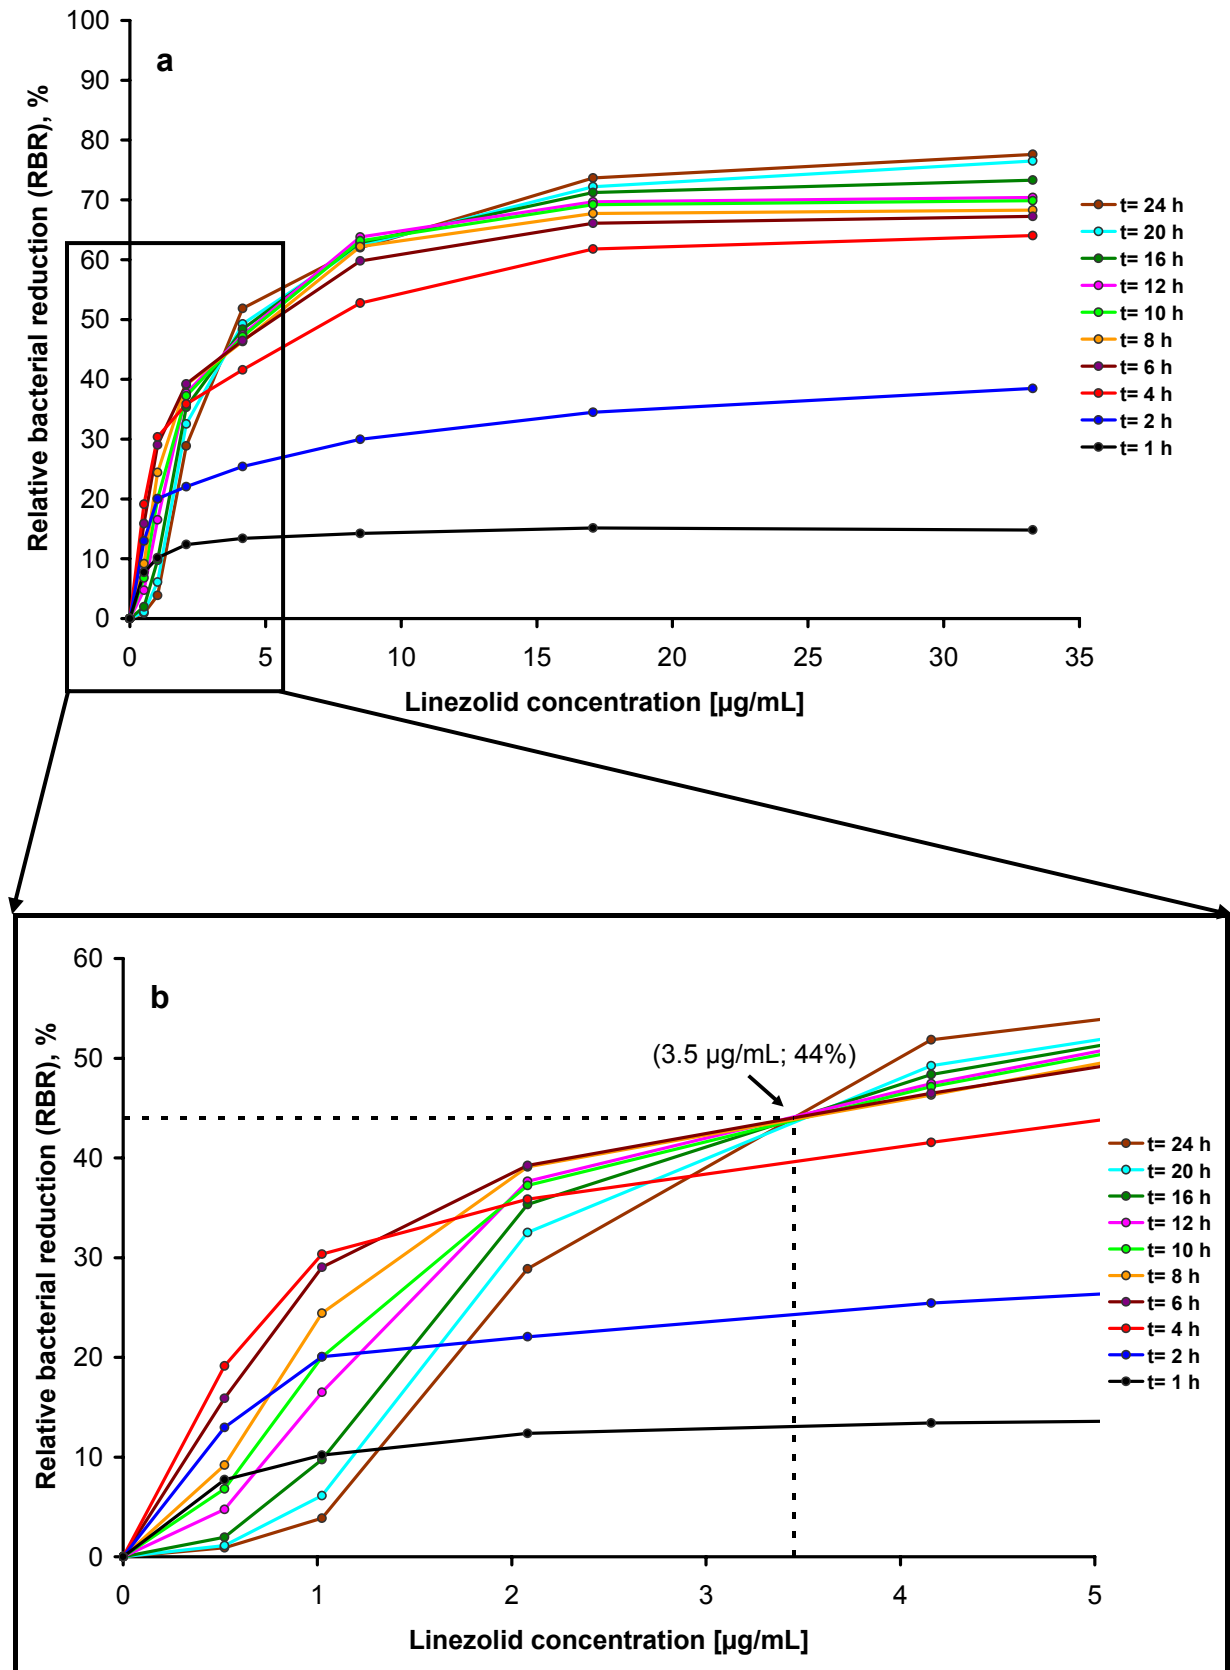 100
90
80
70
60
50
40
30
20
10
0
Relative bacterial reduction (RBR), %
a
t= 24 h
t= 20 h
t= 16 h
t= 12 h
t= 10 h
t= 8 h
t= 6 h
t= 4 h
t= 2 h
t= 1 h
0 5 10 15 20 25 30 35
Linezolid concentration [µg/mL]
60
50
40
30
20
10
0
Relative bacterial reduction (RBR), %
b
(3.5 µg/mL; 44%)
t= 24 h
t= 20 h
t= 16 h
t= 12 h
t= 10 h
t= 8 h
t= 6 h
t= 4 h
t= 2 h
t= 1 h
0 1 2 3 4 5
Linezolid concentration [µg/mL]